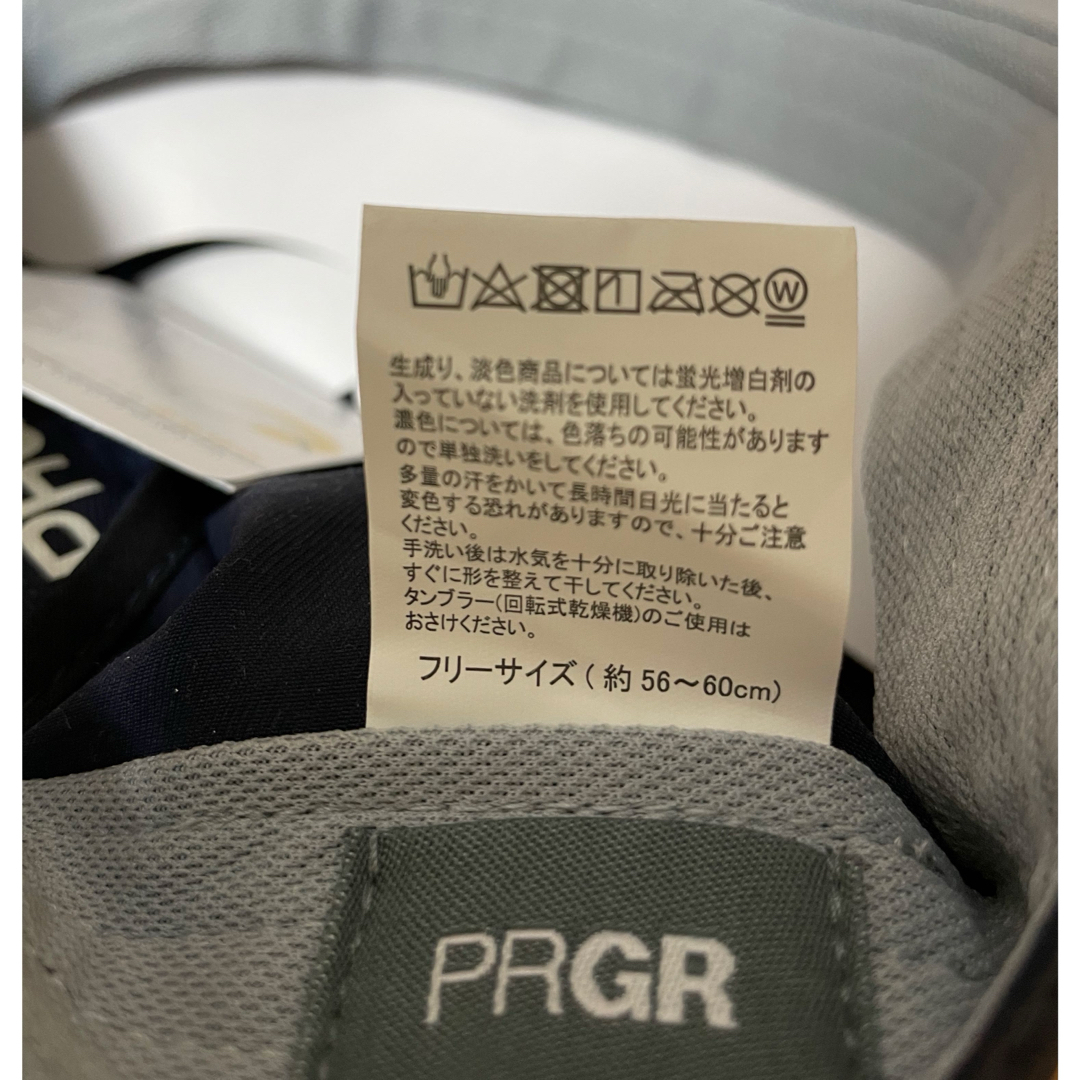 W
生成り、淡色商品については蛍光増白剤の
入っていない洗剤を使用してください。
濃色については、色落ちの可能性があります
ので単独洗いをしてください。
多量の汗をかいて長時間日光に当たると
変色する恐れがありますので、十分ご注意
ください。
手洗い後は水気を十分に取り除いた後、
すぐに形を整えて干してください。
タンブラー(回転式乾燥機)のご使用は
おさけください。
フリーサイズ ( 約 56～60cm)
PRGR